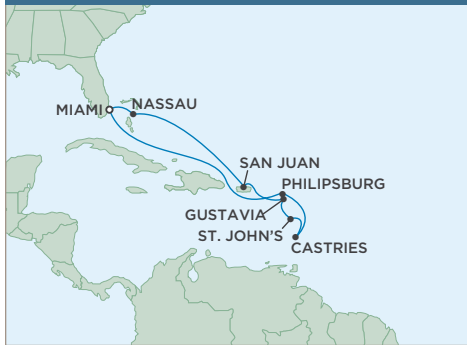 MIAMI
NASSAU
SAN JUAN
PHILIPSBURG
GUSTAVIA
ST. JOHN'S
CASTRIES